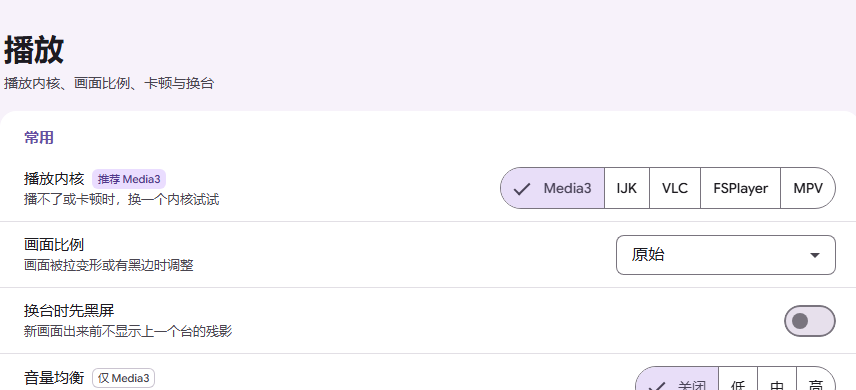 播放
播放内核、画面比例、卡顿与换台
常用
播放内核 推荐 Media3
播不了或卡顿时，换一个内核试试
Media3 IJK VLC FSPlayer MPV
画面比例
画面被拉变形或有黑边时调整
原始
换台时先黑屏
新画面出来前不显示上一个台的残影
音量均衡 仅 Media3
关闭 低 中 高